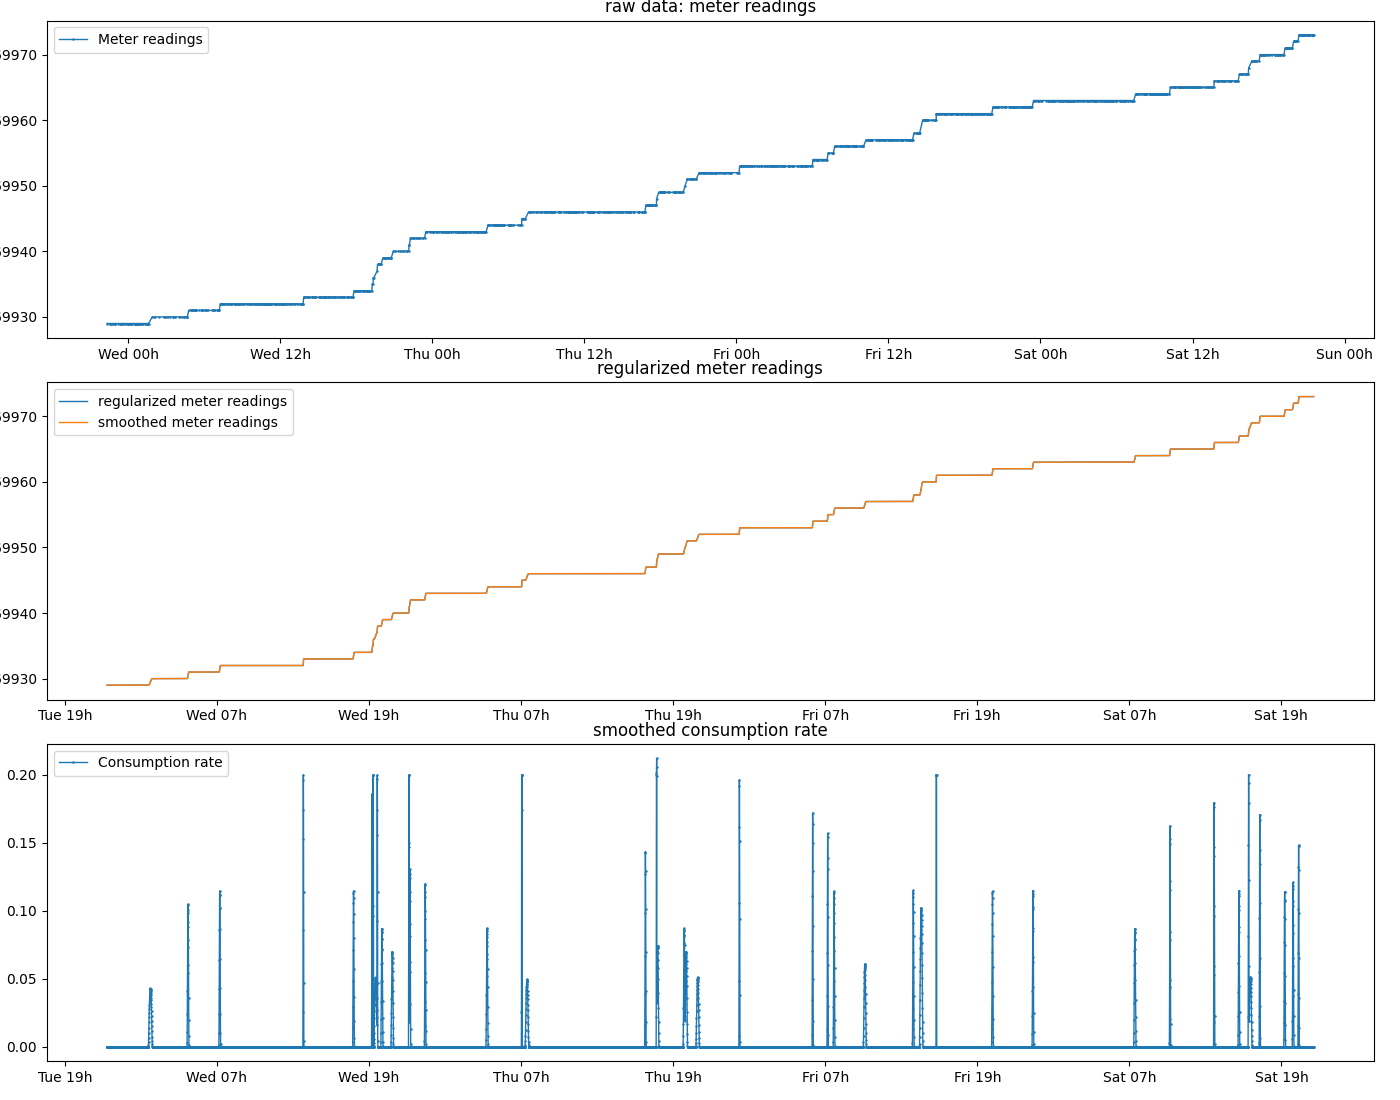 raw data: meter readings
Meter readings
9970
9960
9950
9940
9930
Wed 00h Wed 12h Thu 00h Thu 12h Fri 00h Fri 12h Sat 00h Sat 12h Sun 00h
regularized meter readings
regularized meter readings
smoothed meter readings
9970
9960
9950
9940
9930
Tue 19h Wed 07h Wed 19h Thu 07h Thu 19h Fri 07h Fri 19h Sat 07h Sat 19h
smoothed consumption rate
Consumption rate
0.20
0.15
0.10
0.05
0.00
Tue 19h Wed 07h Wed 19h Thu 07h Thu 19h Fri 07h Fri 19h Sat 07h Sat 19h